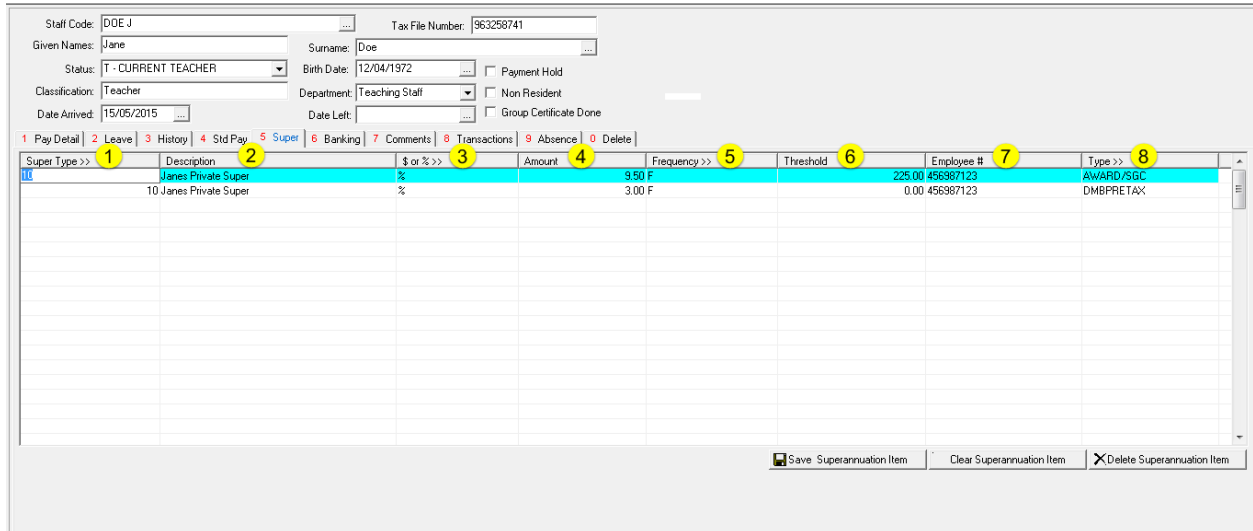 Staff Code: DOE J ... Tax File Number: 963258741
Given Names: Jane Surname: Doe ...
Status: T - CURRENT TEACHER Birth Date: 12/04/1972 ... Payment Hold
Classification: Teacher Department: Teaching Staff Non Resident
Date Arrived: 15/05/2015 ... Date Left: ... Group Certificate Done
1 Pay Detail 2 Leave 3 History 4 Std Pay 5 Super 6 Banking 7 Comments 8 Transactions 9 Absence 0 Delete
Super Type >> 1 Description 2 $ or % >> 3 Amount 4 Frequency >> 5 Threshold 6 Employee # 7 Type >> 8
10 Janes Private Super % 9.50 F 225.00 456987123 AWARD/SGC
10 Janes Private Super % 3.00 F 0.00 456987123 DMBPRETAX
Save Superannuation Item Clear Superannuation Item Delete Superannuation Item